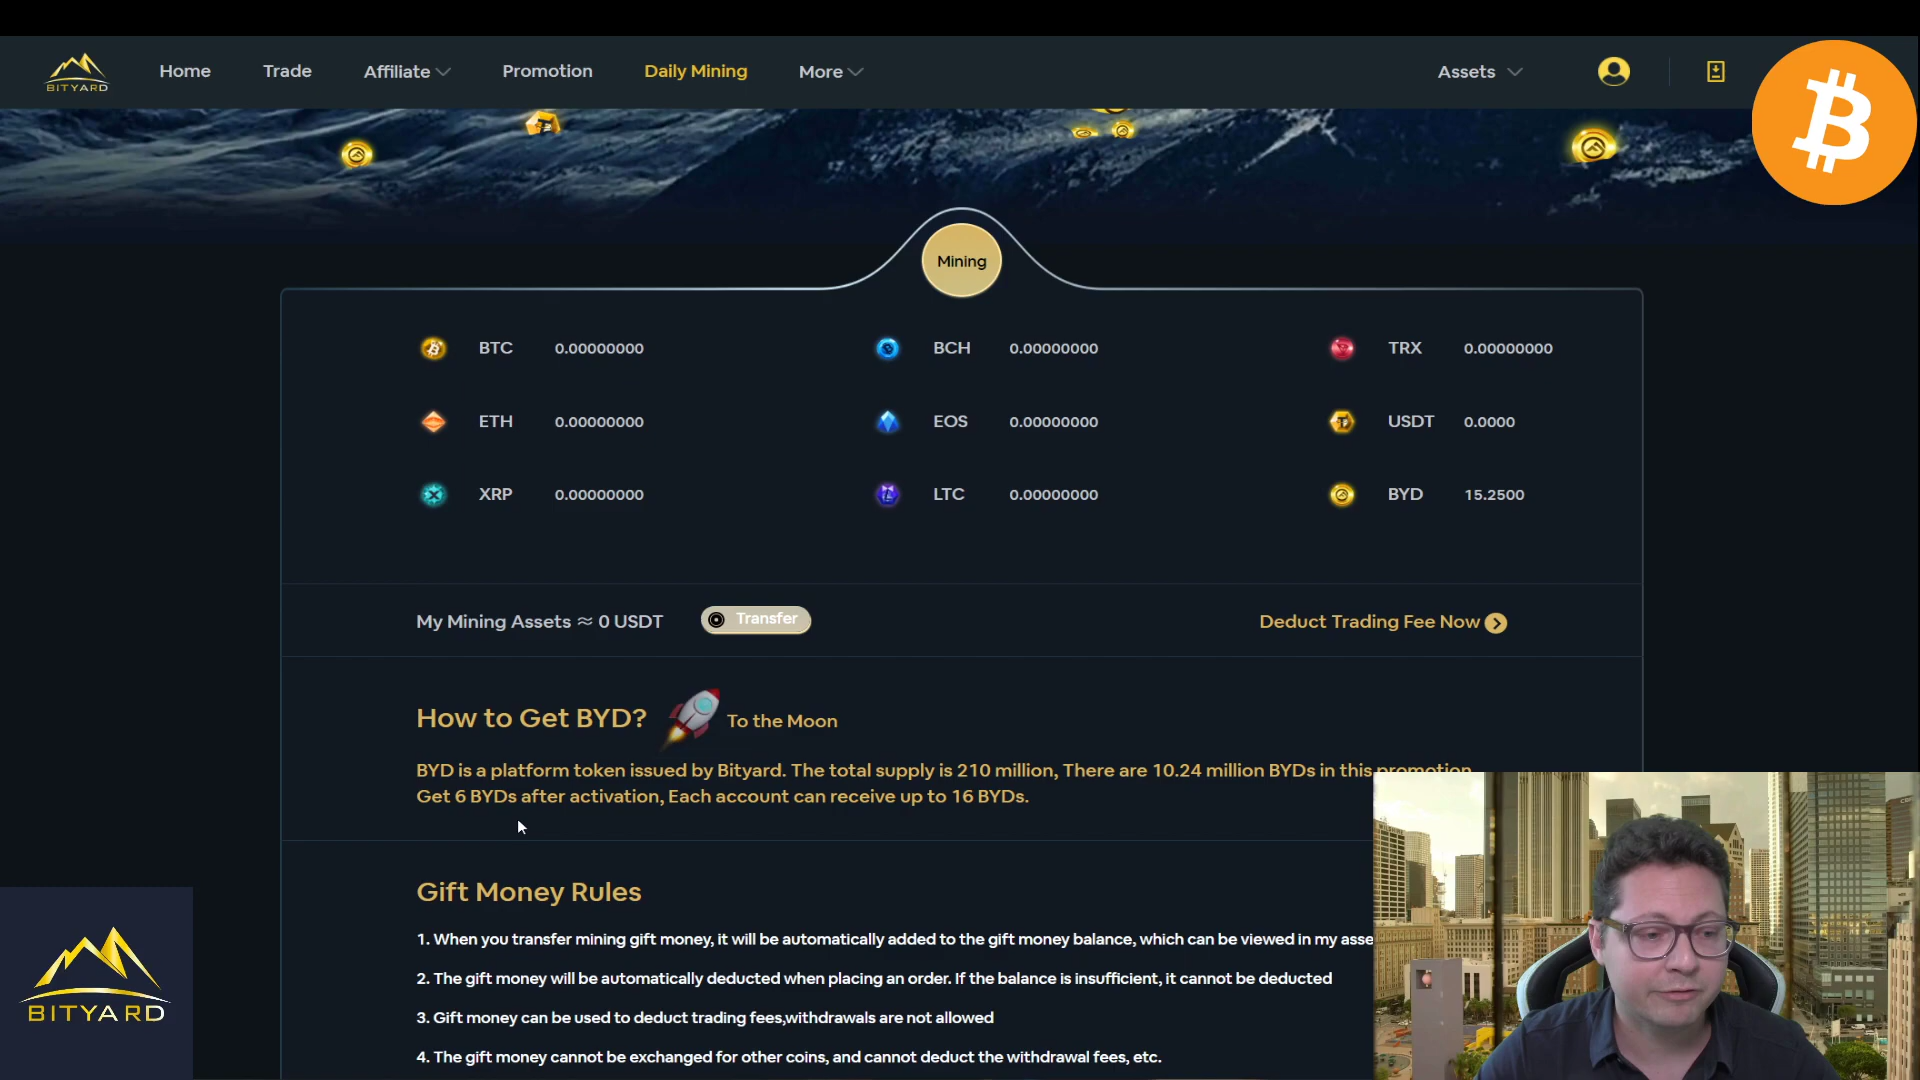 BITYARD
Home Trade Affiliate Promotion Daily Mining More Assets
Mining
BTC 0.00000000 BCH 0.00000000 TRX 0.00000000
ETH 0.00000000 EOS 0.00000000 USDT 0.0000
XRP 0.00000000 LTC 0.00000000 BYD 15.2500
My Mining Assets ≈ 0 USDT Transfer Deduct Trading Fee Now
How to Get BYD? To the Moon
BYD is a platform token issued by Bityard. The total supply is 210 million, There are 10.24 million BYDs in this promotion
Get 6 BYDs after activation, Each account can receive up to 16 BYDs.
Gift Money Rules
1. When you transfer mining gift money, it will be automatically added to the gift money balance, which can be viewed in my asse
2. The gift money will be automatically deducted when placing an order. If the balance is insufficient, it cannot be deducted
3. Gift money can be used to deduct trading fees,withdrawals are not allowed
4. The gift money cannot be exchanged for other coins, and cannot deduct the withdrawal fees, etc.
BITYARD